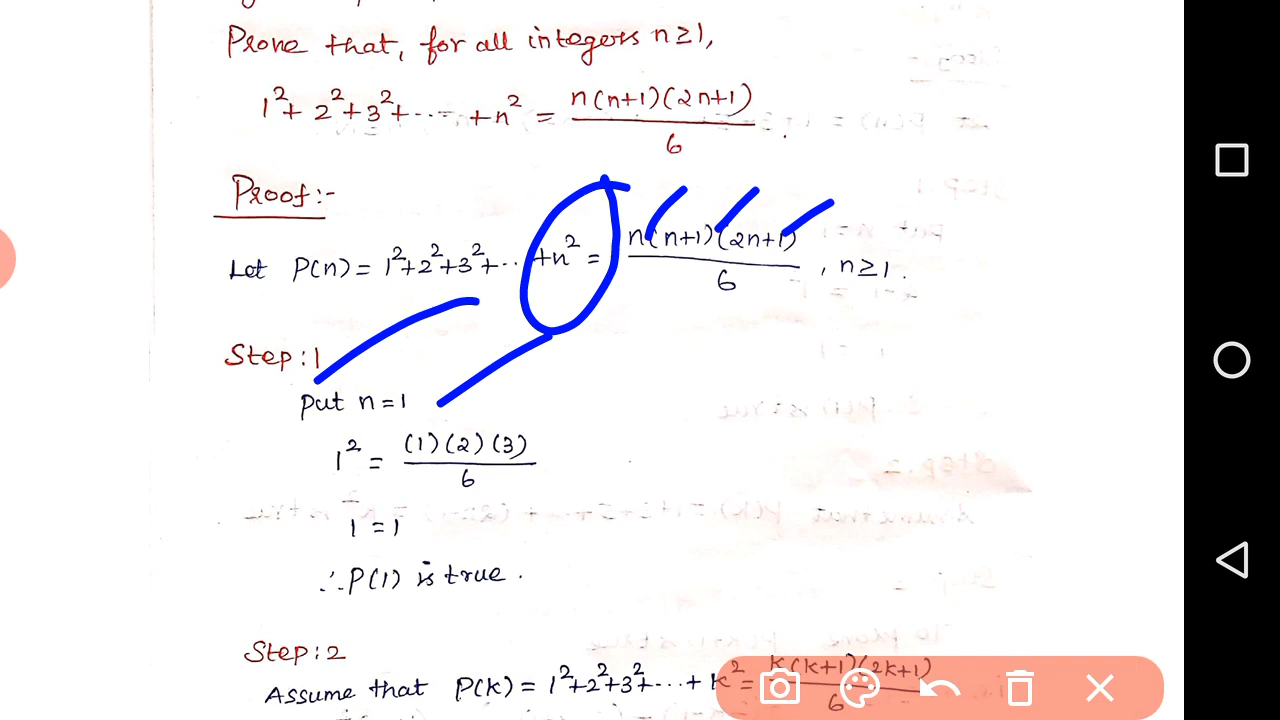 Prove that, for all integers n ≥ 1,
1² + 2² + 3² + ... + n² = n(n+1)(2n+1) / 6 .
Proof:-
Let P(n) = 1² + 2² + 3² + ... + n² = n(n+1)(2n+1) / 6 , n ≥ 1 .
Step:1
Put n = 1
1² = (1)(2)(3) / 6
1 = 1
∴ P(1) is true .
Step:2
Assume that P(k) = 1² + 2² + 3² + ... + k² = k(k+1)(2k+1) / 6